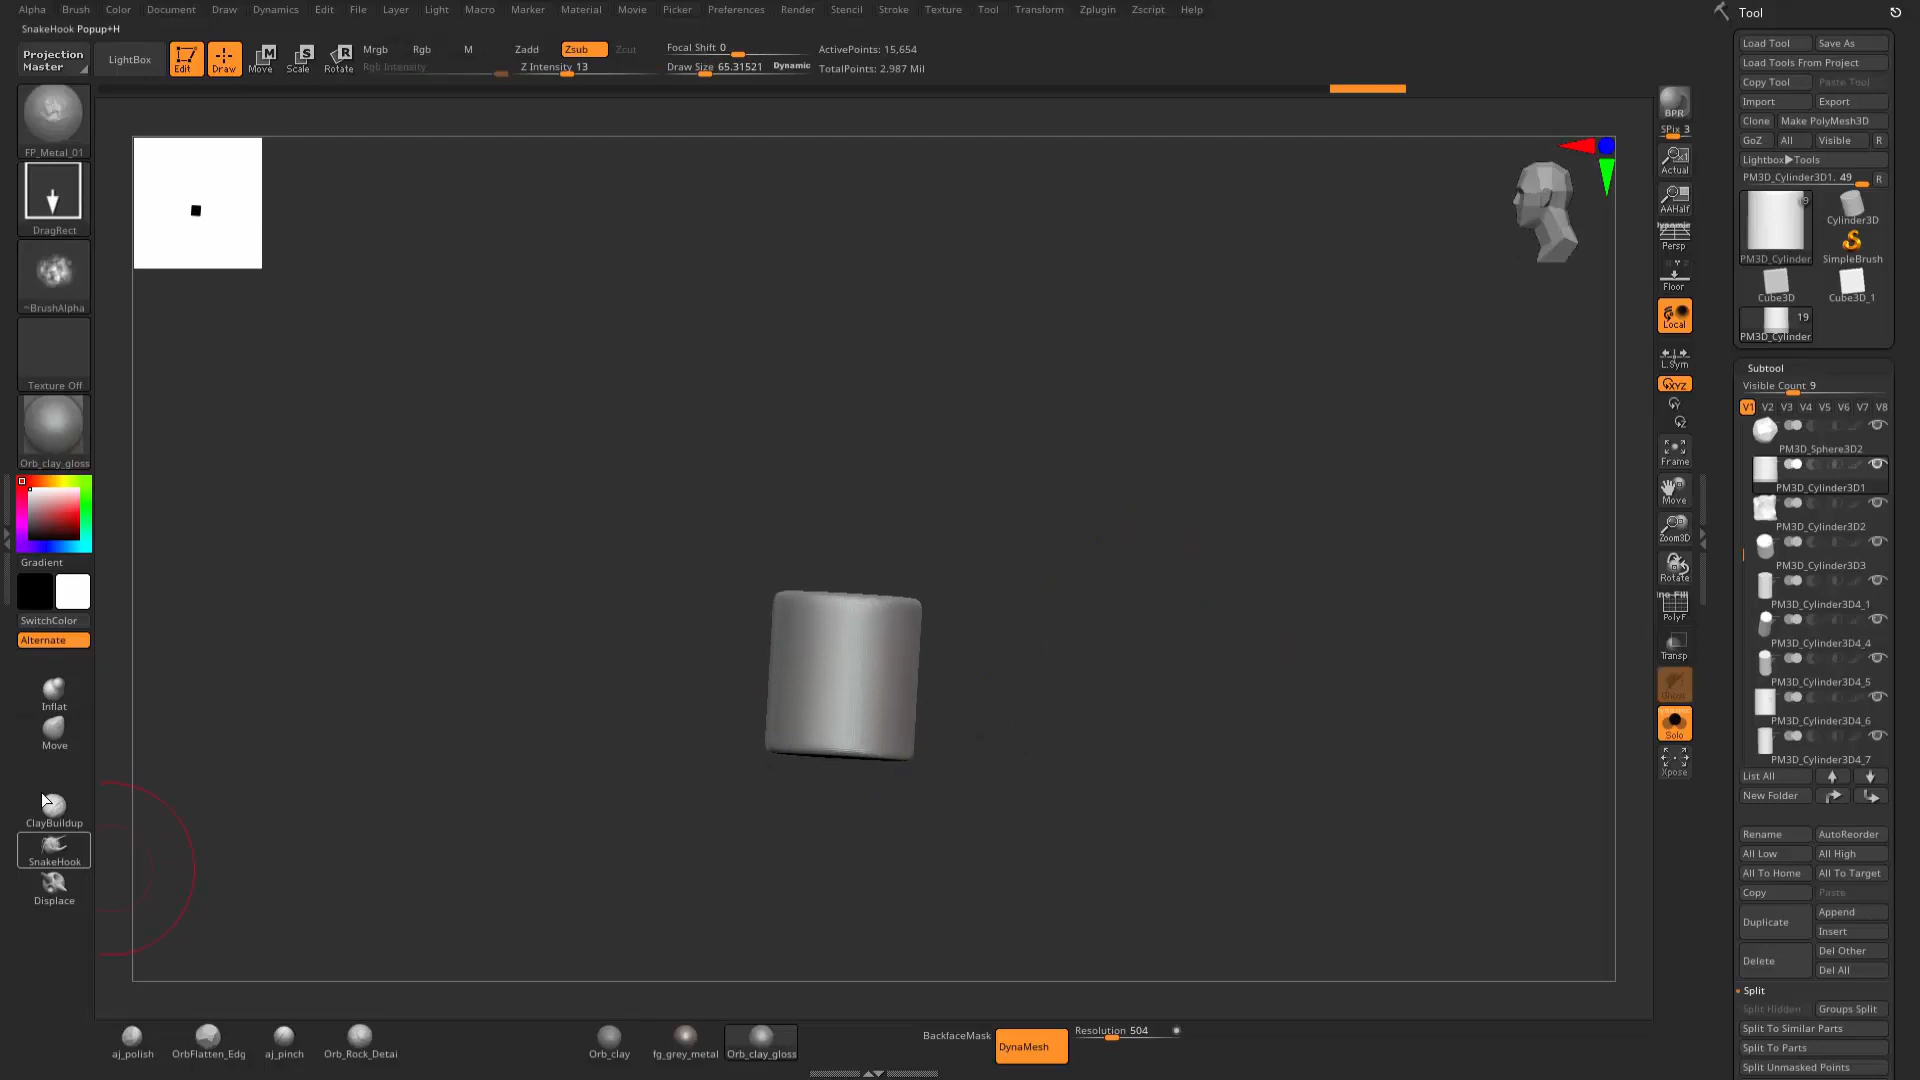 Alpha Brush Color Document Draw Dynamics Edit File Layer Light Macro Marker Material Movie Picker Preferences Render Stencil Stroke Texture Tool Transform Zplugin Zscript Help
SnakeHook Popup+H
Projection Master
LightBox
Edit Draw Move Scale Rotate
Mrgb Rgb M
Rgb Intensity
Zadd Zsub Zcut
Z Intensity 13
Focal Shift 0
Draw Size 65.31521 Dynamic
ActivePoints: 15,654
TotalPoints: 2.987 Mil
FP_Metal_01
DragRect
~BrushAlpha
Texture Off
Orb_clay_gloss
Gradient
SwitchColor
Alternate
Inflat
Move
ClayBuildup
SnakeHook
Displace
BPR
SPix 3
Actual
AAHalf
Dynamic
Persp
Floor
Local
L.Sym
XYZ
Frame
Move
Zoom3D
Rotate
PolyF
Transp
Solo
Xpose
Tool
Load Tool Save As
Load Tools From Project
Copy Tool Paste Tool
Import Export
Clone Make PolyMesh3D
GoZ All Visible R
Lightbox▶Tools
PM3D_Cylinder3D1. 49 R
19
PM3D_Cylinder Cylinder3D
SimpleBrush
Cube3D Cube3D_1
19
PM3D_Cylinder
Subtool
Visible Count 9
V1 V2 V3 V4 V5 V6 V7 V8
PM3D_Sphere3D2
PM3D_Cylinder3D1
PM3D_Cylinder3D2
PM3D_Cylinder3D3
PM3D_Cylinder3D4_1
PM3D_Cylinder3D4_4
PM3D_Cylinder3D4_5
PM3D_Cylinder3D4_6
PM3D_Cylinder3D4_7
List All
New Folder
Rename AutoReorder
All Low All High
All To Home All To Target
Copy Paste
Duplicate Append
Insert
Delete Del Other
Del All
Split
Split Hidden Groups Split
Split To Similar Parts
Split To Parts
Split Unmasked Points
aj_polish OrbFlatten_Edg aj_pinch Orb_Rock_Detai Orb_clay fg_grey_metal Orb_clay_gloss
BackfaceMask
DynaMesh
Resolution 504